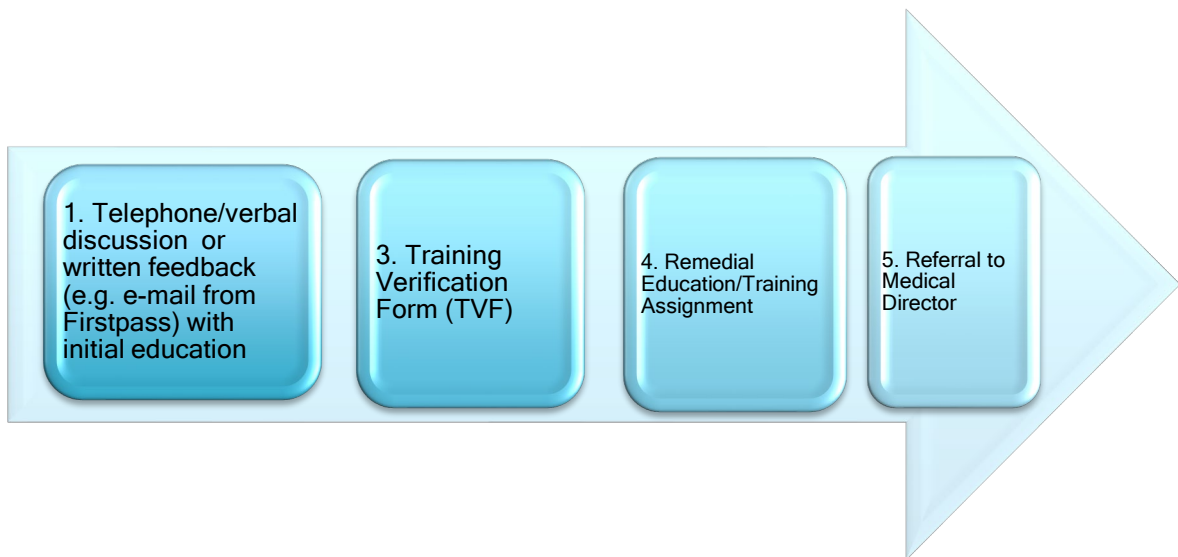 1. Telephone/verbal
discussion or
written feedback
(e.g. e-mail from
Firstpass) with
initial education
3. Training
Verification
Form (TVF)
4. Remedial
Education/Training
Assignment
5. Referral to
Medical
Director